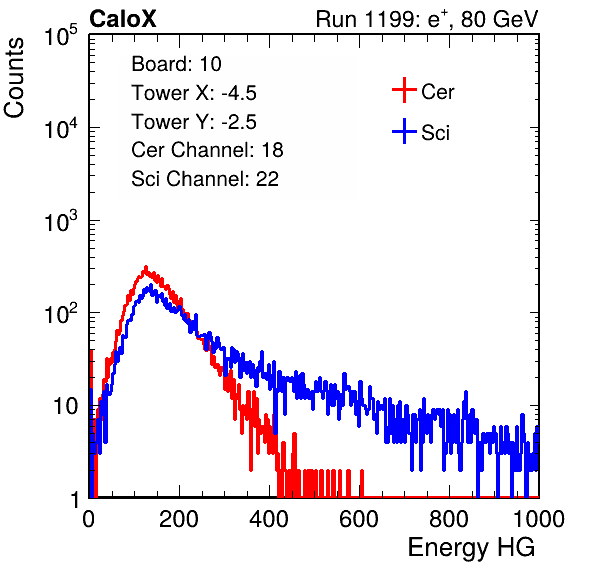 CaloX Run 1199: e⁺, 80 GeV
Counts
Board: 10
Tower X: -4.5
Tower Y: -2.5
Cer Channel: 18
Sci Channel: 22
Cer
Sci
10⁵
10⁴
10³
10²
10
1
0 200 400 600 800 1000
Energy HG